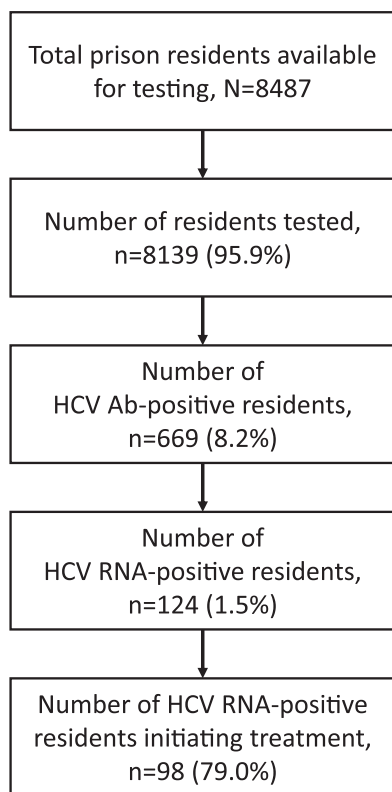 Total prison residents available
for testing, N=8487
Number of residents tested,
n=8139 (95.9%)
Number of
HCV Ab-positive residents,
n=669 (8.2%)
Number of
HCV RNA-positive residents,
n=124 (1.5%)
Number of HCV RNA-positive
residents initiating treatment,
n=98 (79.0%)